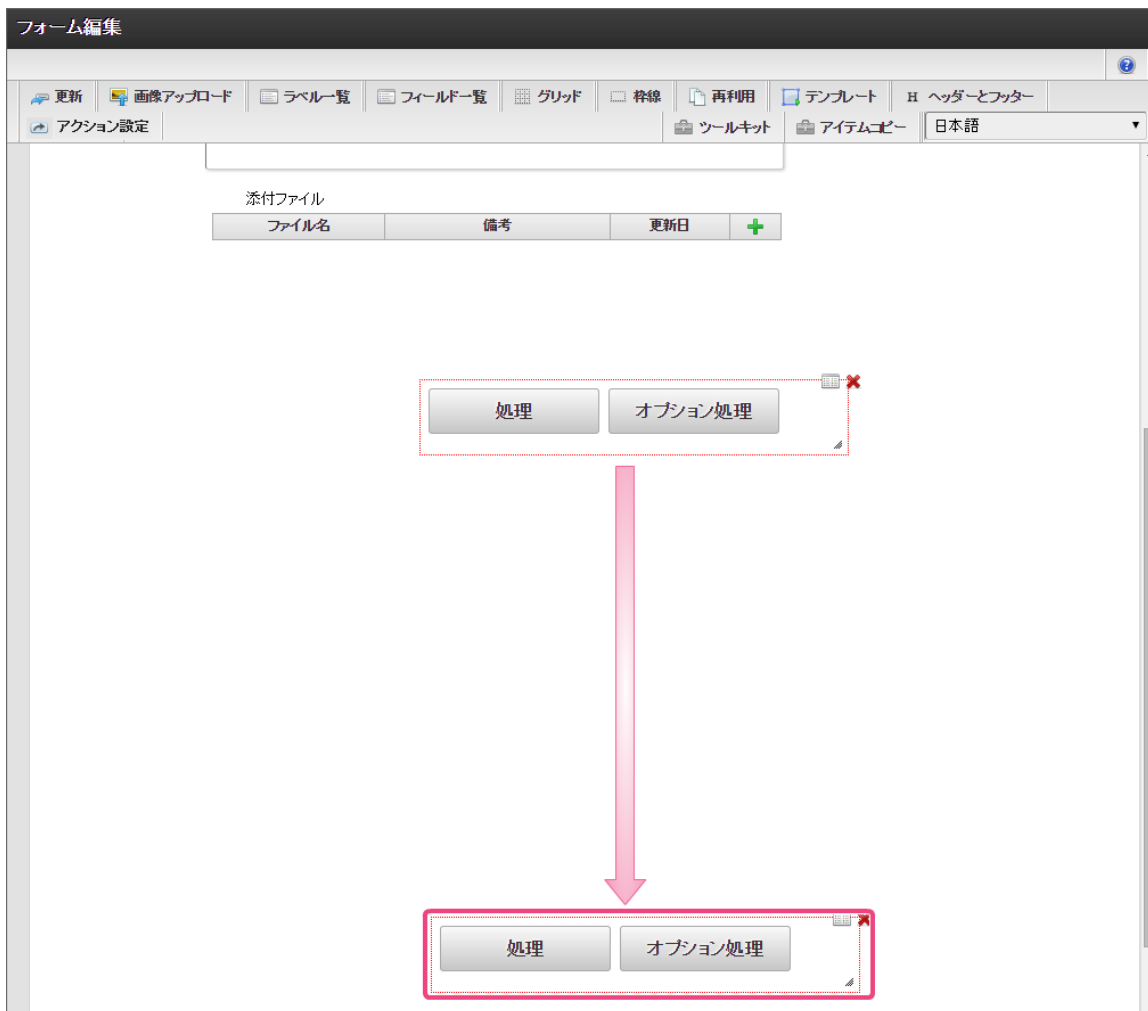 フォーム編集
更新 画像アップロード ラベル一覧 フィールド一覧 グリッド 枠線 再利用 テンプレート H ヘッダーとフッター
アクション設定 ツールキット アイテムコピー 日本語
添付ファイル
ファイル名 備考 更新日
処理 オプション処理
処理 オプション処理